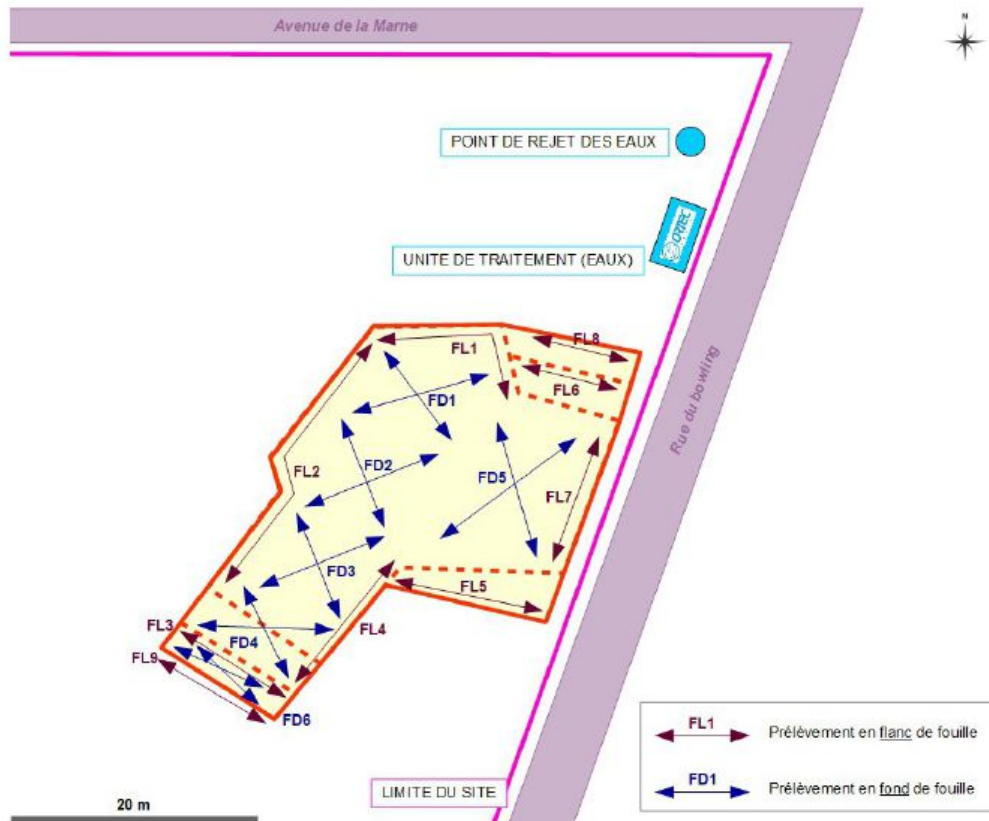 Avenue de la Marne
N
POINT DE REJET DES EAUX
ORTEC
UNITE DE TRAITEMENT (EAUX)
Rue du bowling
FL1
FL8
FL6
FD1
FL2
FD2
FD5
FL7
FD3
FL5
FL3
FD4
FL4
FL9
FD6
FL1
Prélèvement en flanc de fouille
FD1
Prélèvement en fond de fouille
LIMITE DU SITE
20 m